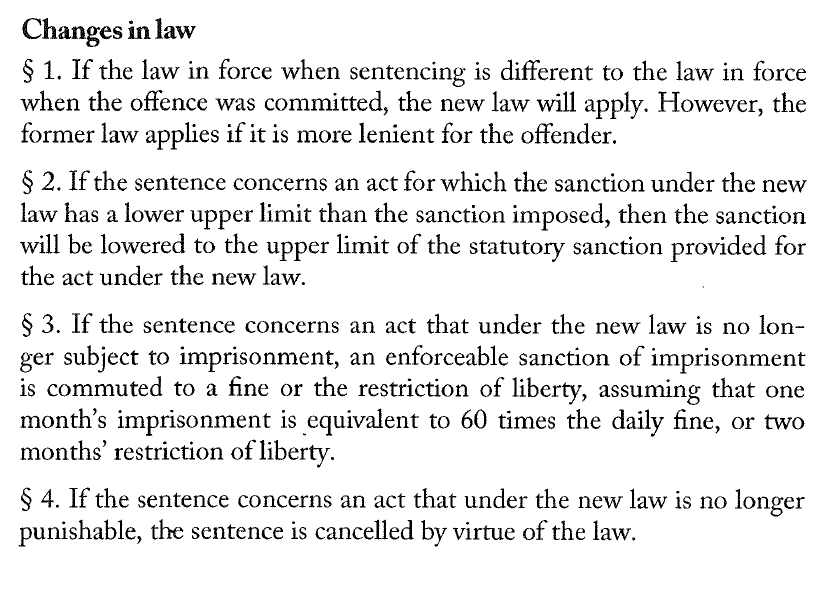 Changes in law
§ 1. If the law in force when sentencing is different to the law in force
when the offence was committed, the new law will apply. However, the
former law applies if it is more lenient for the offender.
§ 2. If the sentence concerns an act for which the sanction under the new
law has a lower upper limit than the sanction imposed, then the sanction
will be lowered to the upper limit of the statutory sanction provided for
the act under the new law.
§ 3. If the sentence concerns an act that under the new law is no lon-
ger subject to imprisonment, an enforceable sanction of imprisonment
is commuted to a fine or the restriction of liberty, assuming that one
month's imprisonment is equivalent to 60 times the daily fine, or two
months' restriction of liberty.
§ 4. If the sentence concerns an act that under the new law is no longer
punishable, the sentence is cancelled by virtue of the law.